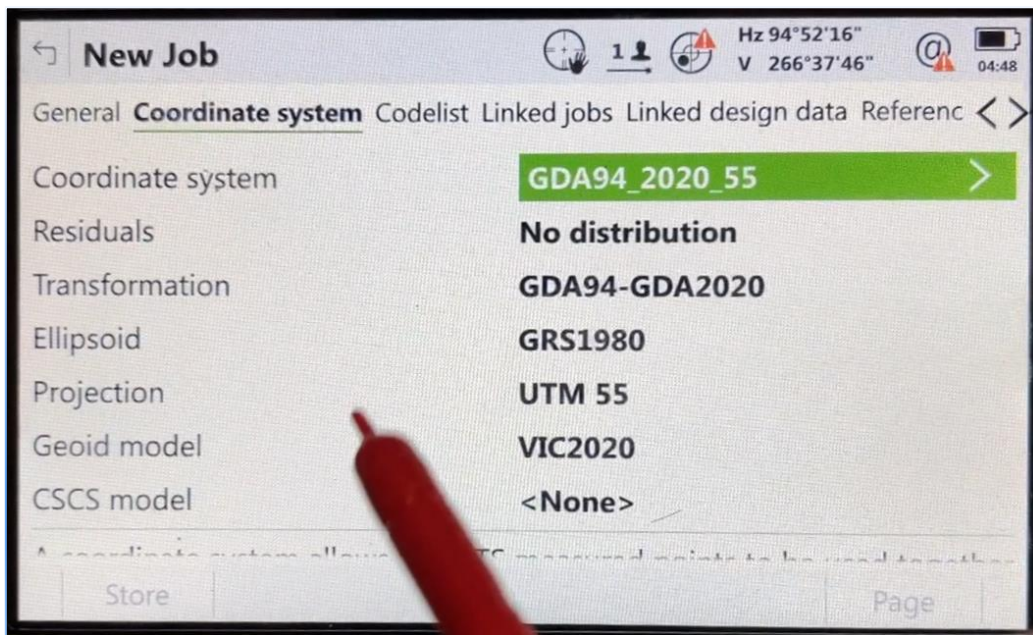 New Job
1
Hz 94°52'16"
V 266°37'46"
@
04:48
General Coordinate system Codelist Linked jobs Linked design data Referenc
Coordinate system GDA94_2020_55
Residuals No distribution
Transformation GDA94-GDA2020
Ellipsoid GRS1980
Projection UTM 55
Geoid model VIC2020
CSCS model <None>
Store Page